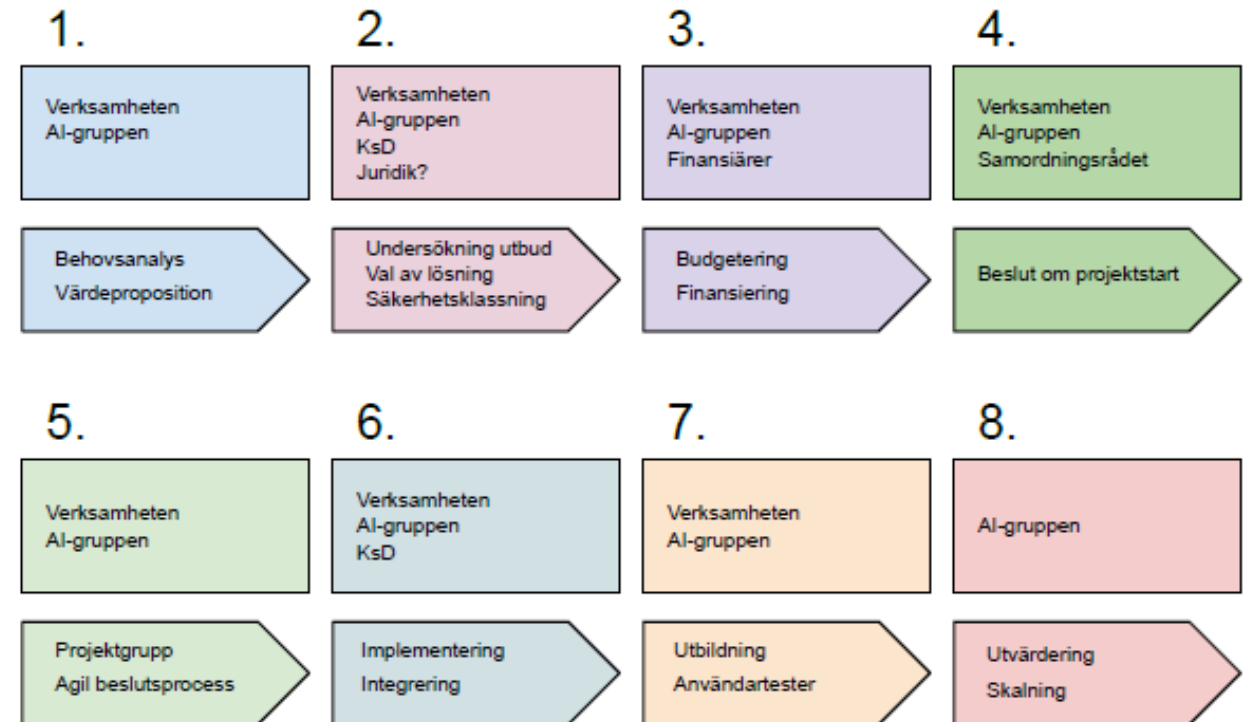 1.
Verksamheten
AI-gruppen
Behovsanalys
Värdeproposition
2.
Verksamheten
AI-gruppen
KsD
Juridik?
Undersökning utbud
Val av lösning
Säkerhetsklassning
3.
Verksamheten
AI-gruppen
Finansiärer
Budgetering
Finansiering
4.
Verksamheten
AI-gruppen
Samordningsrådet
Beslut om projektstart
5.
Verksamheten
AI-gruppen
Projektgrupp
Agil beslutsprocess
6.
Verksamheten
AI-gruppen
KsD
Implementering
Integrering
7.
Verksamheten
AI-gruppen
Utbildning
Användartester
8.
AI-gruppen
Utvärdering
Skalning